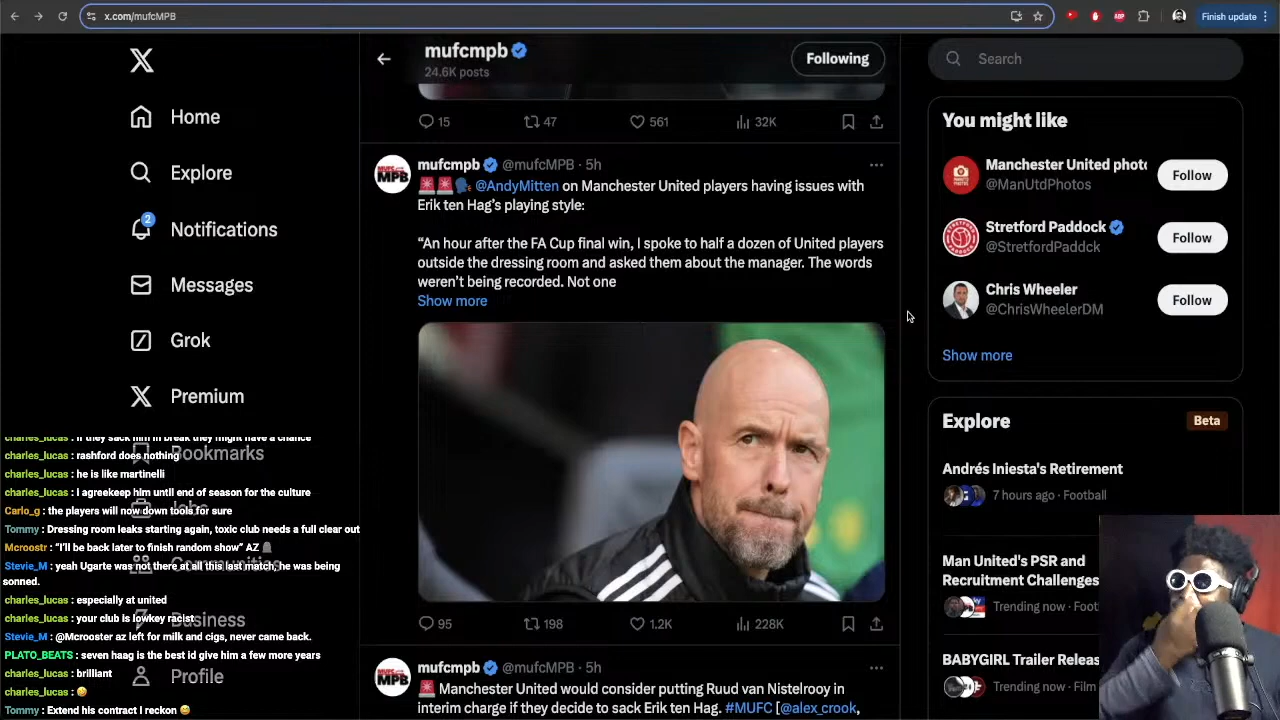 x.com/mufcMPB
Finish update
mufcmpb
24.6K posts
Following
Search
Home
Explore
Notifications
2
Messages
Grok
Premium
Bookmarks
Jobs
Communities
Business
Profile
15
47
561
32K
mufcmpb @mufcMPB · 5h
🚨🚨🗣️ @AndyMitten on Manchester United players having issues with
Erik ten Hag’s playing style:
“An hour after the FA Cup final win, I spoke to half a dozen of United players
outside the dressing room and asked them about the manager. The words
weren’t being recorded. Not one
Show more
95
198
1.2K
228K
mufcmpb @mufcMPB · 5h
🚨 Manchester United would consider putting Ruud van Nistelrooy in
interim charge if they decide to sack Erik ten Hag. #MUFC [@alex_crook,
You might like
Manchester United phot
@ManUtdPhotos
Follow
Stretford Paddock
@StretfordPaddck
Follow
Chris Wheeler
@ChrisWheelerDM
Follow
Show more
Explore
Beta
Andrés Iniesta's Retirement
7 hours ago · Football
Man United's PSR and
Recruitment Challenges
Trending now · Foot
BABYGIRL Trailer Releas
Trending now · Film
charles_lucas : if they sack him in break they might have a chance
charles_lucas : rashford does nothing
charles_lucas : he is like martinelli
charles_lucas : I agreekeep him until end of season for the culture
Carlo_g : the players will now down tools for sure
Tommy : Dressing room leaks starting again, toxic club needs a full clear out
Mcroostr : “I’ll be back later to finish random show” AZ 🪦
Stevie_M : yeah Ugarte was not there at all this last match, he was being
sonned.
charles_lucas : especially at united
charles_lucas : your club is lowkey racist
Stevie_M : @Mcrooster az left for milk and cigs, never came back.
PLATO_BEATS : seven haag is the best id give him a few more years
charles_lucas : brilliant
charles_lucas : 😄
Tommy : Extend his contract I reckon 😄